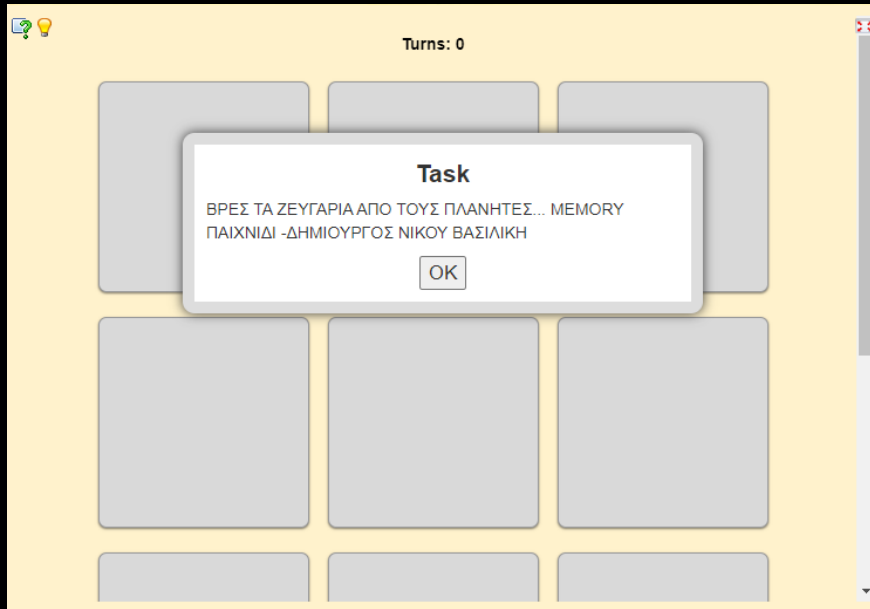 Turns: 0
Task
ΒΡΕΣ ΤΑ ΖΕΥΓΑΡΙΑ ΑΠΟ ΤΟΥΣ ΠΛΑΝΗΤΕΣ... MEMORY
ΠΑΙΧΝΙΔΙ -ΔΗΜΙΟΥΡΓΟΣ ΝΙΚΟΥ ΒΑΣΙΛΙΚΗ
OK